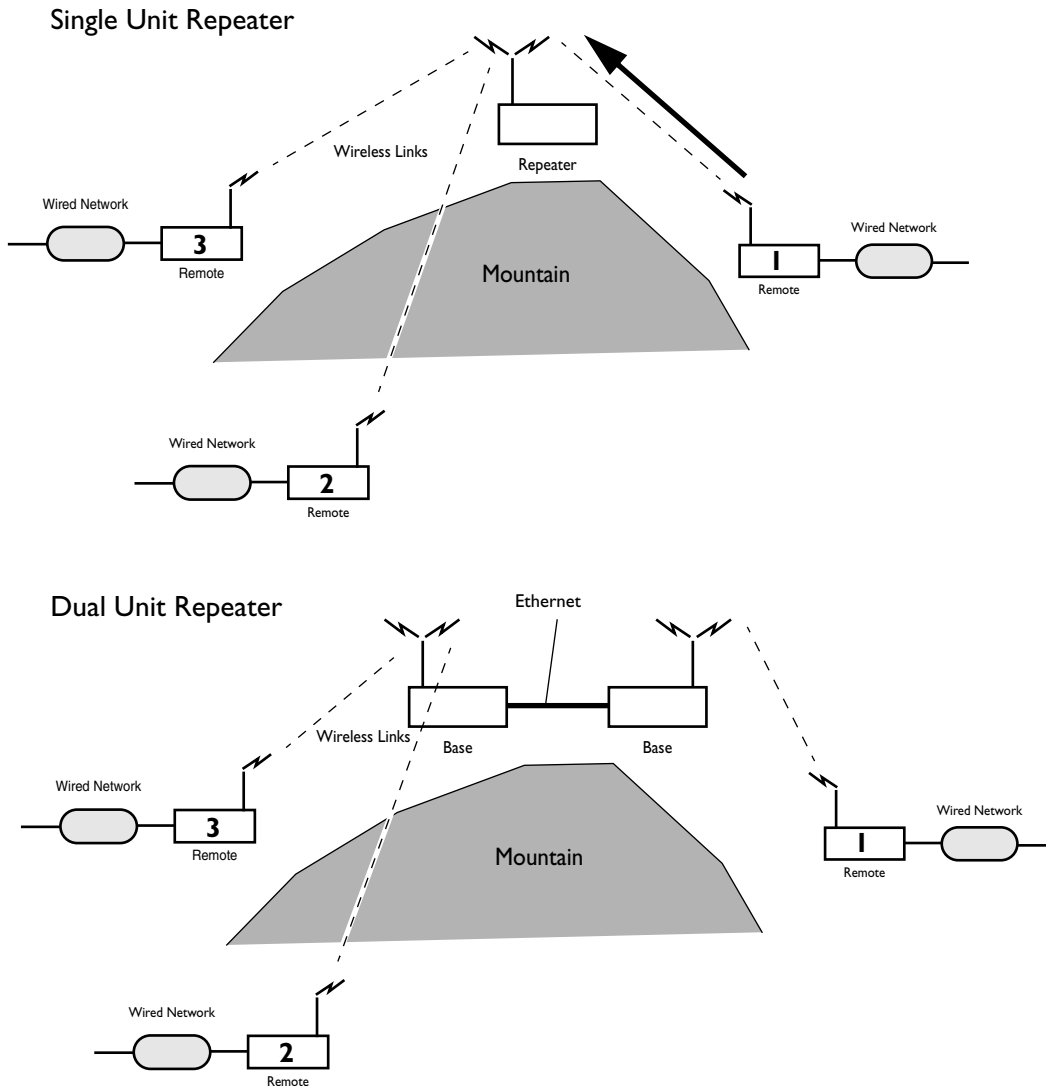 Single Unit Repeater
Wireless Links
Repeater
Wired Network
3
Remote
Mountain
Wired Network
1
Remote
Wired Network
2
Remote
Dual Unit Repeater
Ethernet
Wireless Links
Base
Base
Wired Network
3
Remote
Mountain
Wired Network
1
Remote
Wired Network
2
Remote